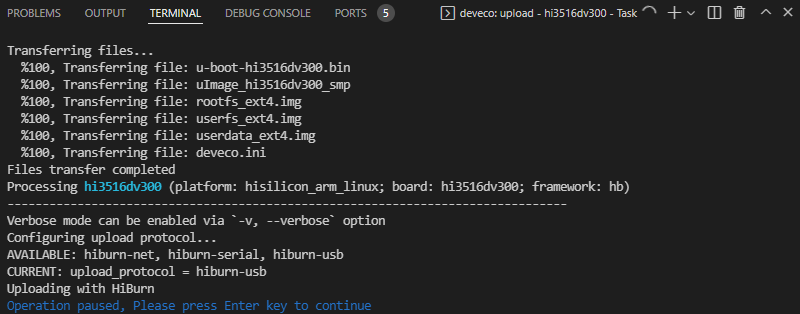 PROBLEMS OUTPUT TERMINAL DEBUG CONSOLE PORTS 5 deveco: upload - hi3516dv300 - Task
Transferring files...
%100, Transferring file: u-boot-hi3516dv300.bin
%100, Transferring file: uImage_hi3516dv300_smp
%100, Transferring file: rootfs_ext4.img
%100, Transferring file: userfs_ext4.img
%100, Transferring file: userdata_ext4.img
%100, Transferring file: deveco.ini
Files transfer completed
Processing hi3516dv300 (platform: hisilicon_arm_linux; board: hi3516dv300; framework: hb)
--------------------------------------------------------------------------------
Verbose mode can be enabled via `-v, --verbose` option
Configuring upload protocol...
AVAILABLE: hiburn-net, hiburn-serial, hiburn-usb
CURRENT: upload_protocol = hiburn-usb
Uploading with HiBurn
Operation paused, Please press Enter key to continue